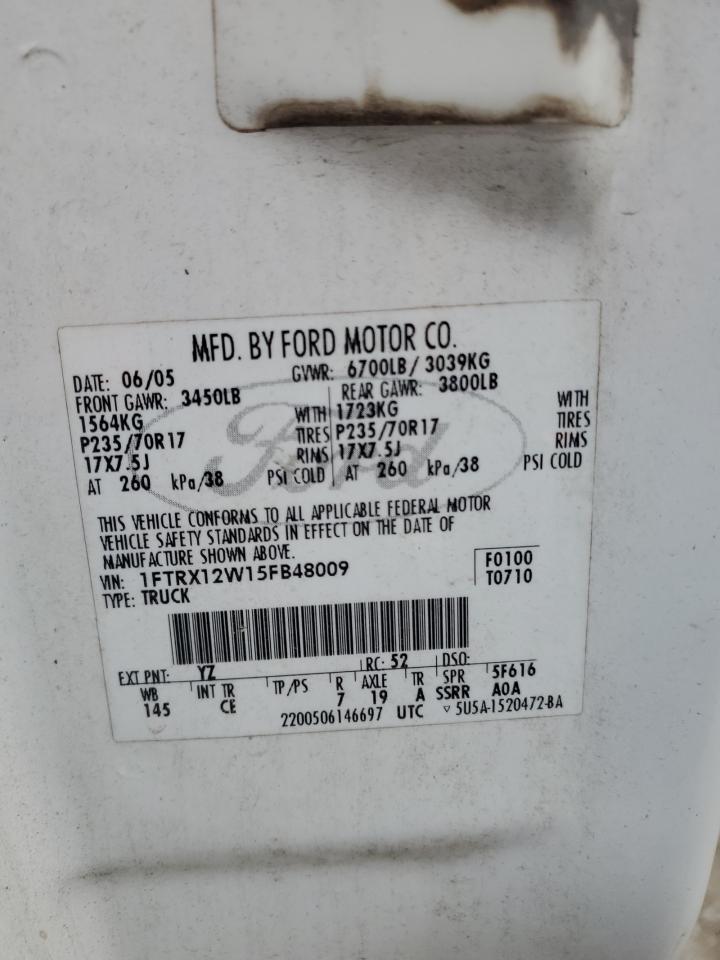 MFD. BY FORD MOTOR CO.
DATE: 06/05 GVWR: 6700LB/ 3039KG
FRONT GAWR: 3450LB REAR GAWR: 3800LB
1564KG WITH 1723KG WITH
P235/70R17 TIRES P235/70R17 TIRES
17X7.5J RIMS 17X7.5J RIMS
AT 260 kPa/38 PSI COLD AT 260 kPa/38 PSI COLD
Ford
THIS VEHICLE CONFORMS TO ALL APPLICABLE FEDERAL MOTOR
VEHICLE SAFETY STANDARDS IN EFFECT ON THE DATE OF
MANUFACTURE SHOWN ABOVE.
VIN: 1FTRX12W15FB48009 F0100
TYPE: TRUCK T0710
EXT PNT: YZ RC: 52 DSO:
WB INT TR TP/PS R AXLE TR SPR 5F616
145 CE 7 19 A SSRR A0A
2200506146697 UTC ▽ 5U5A-1520472-BA